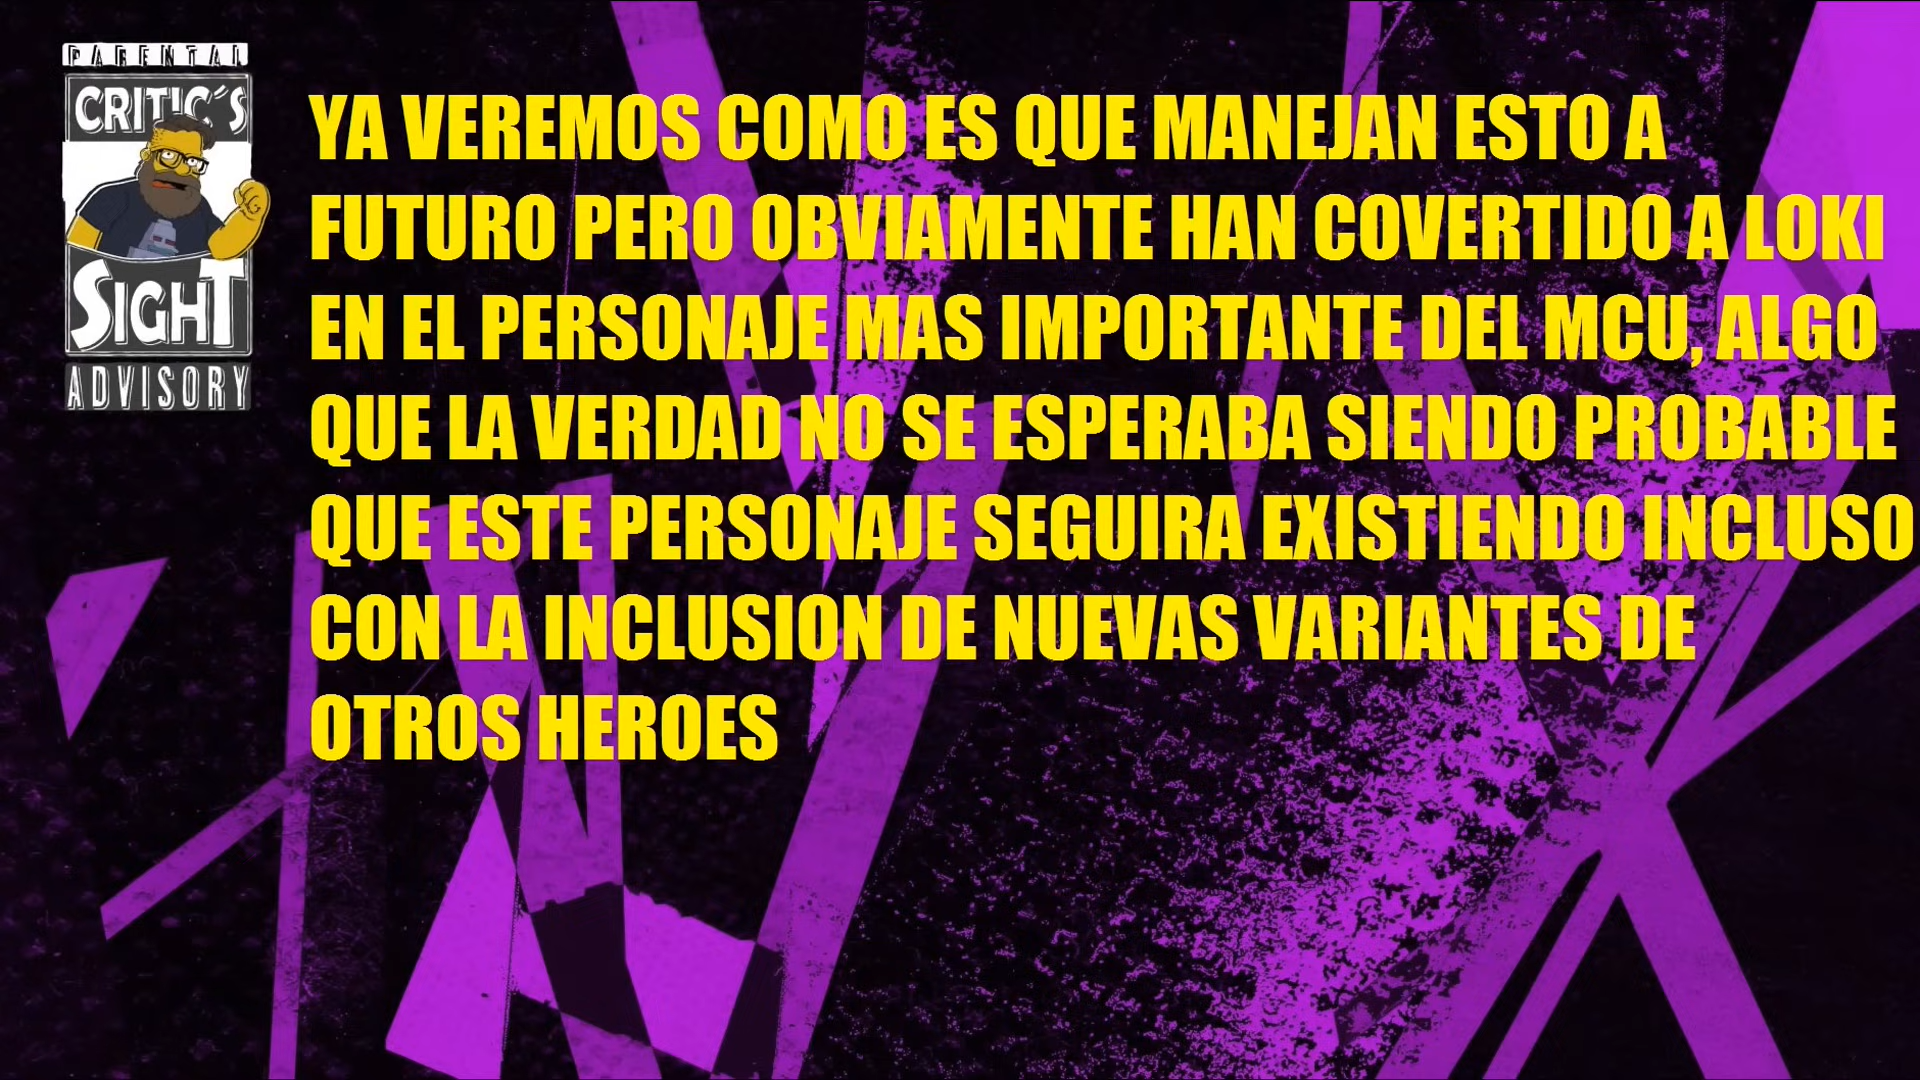 PARENTAL
CRITIC´S
SIGHT
ADVISORY
YA VEREMOS COMO ES QUE MANEJAN ESTO A
FUTURO PERO OBVIAMENTE HAN COVERTIDO A LOKI
EN EL PERSONAJE MAS IMPORTANTE DEL MCU, ALGO
QUE LA VERDAD NO SE ESPERABA SIENDO PROBABLE
QUE ESTE PERSONAJE SEGUIRA EXISTIENDO INCLUSO
CON LA INCLUSION DE NUEVAS VARIANTES DE
OTROS HEROES